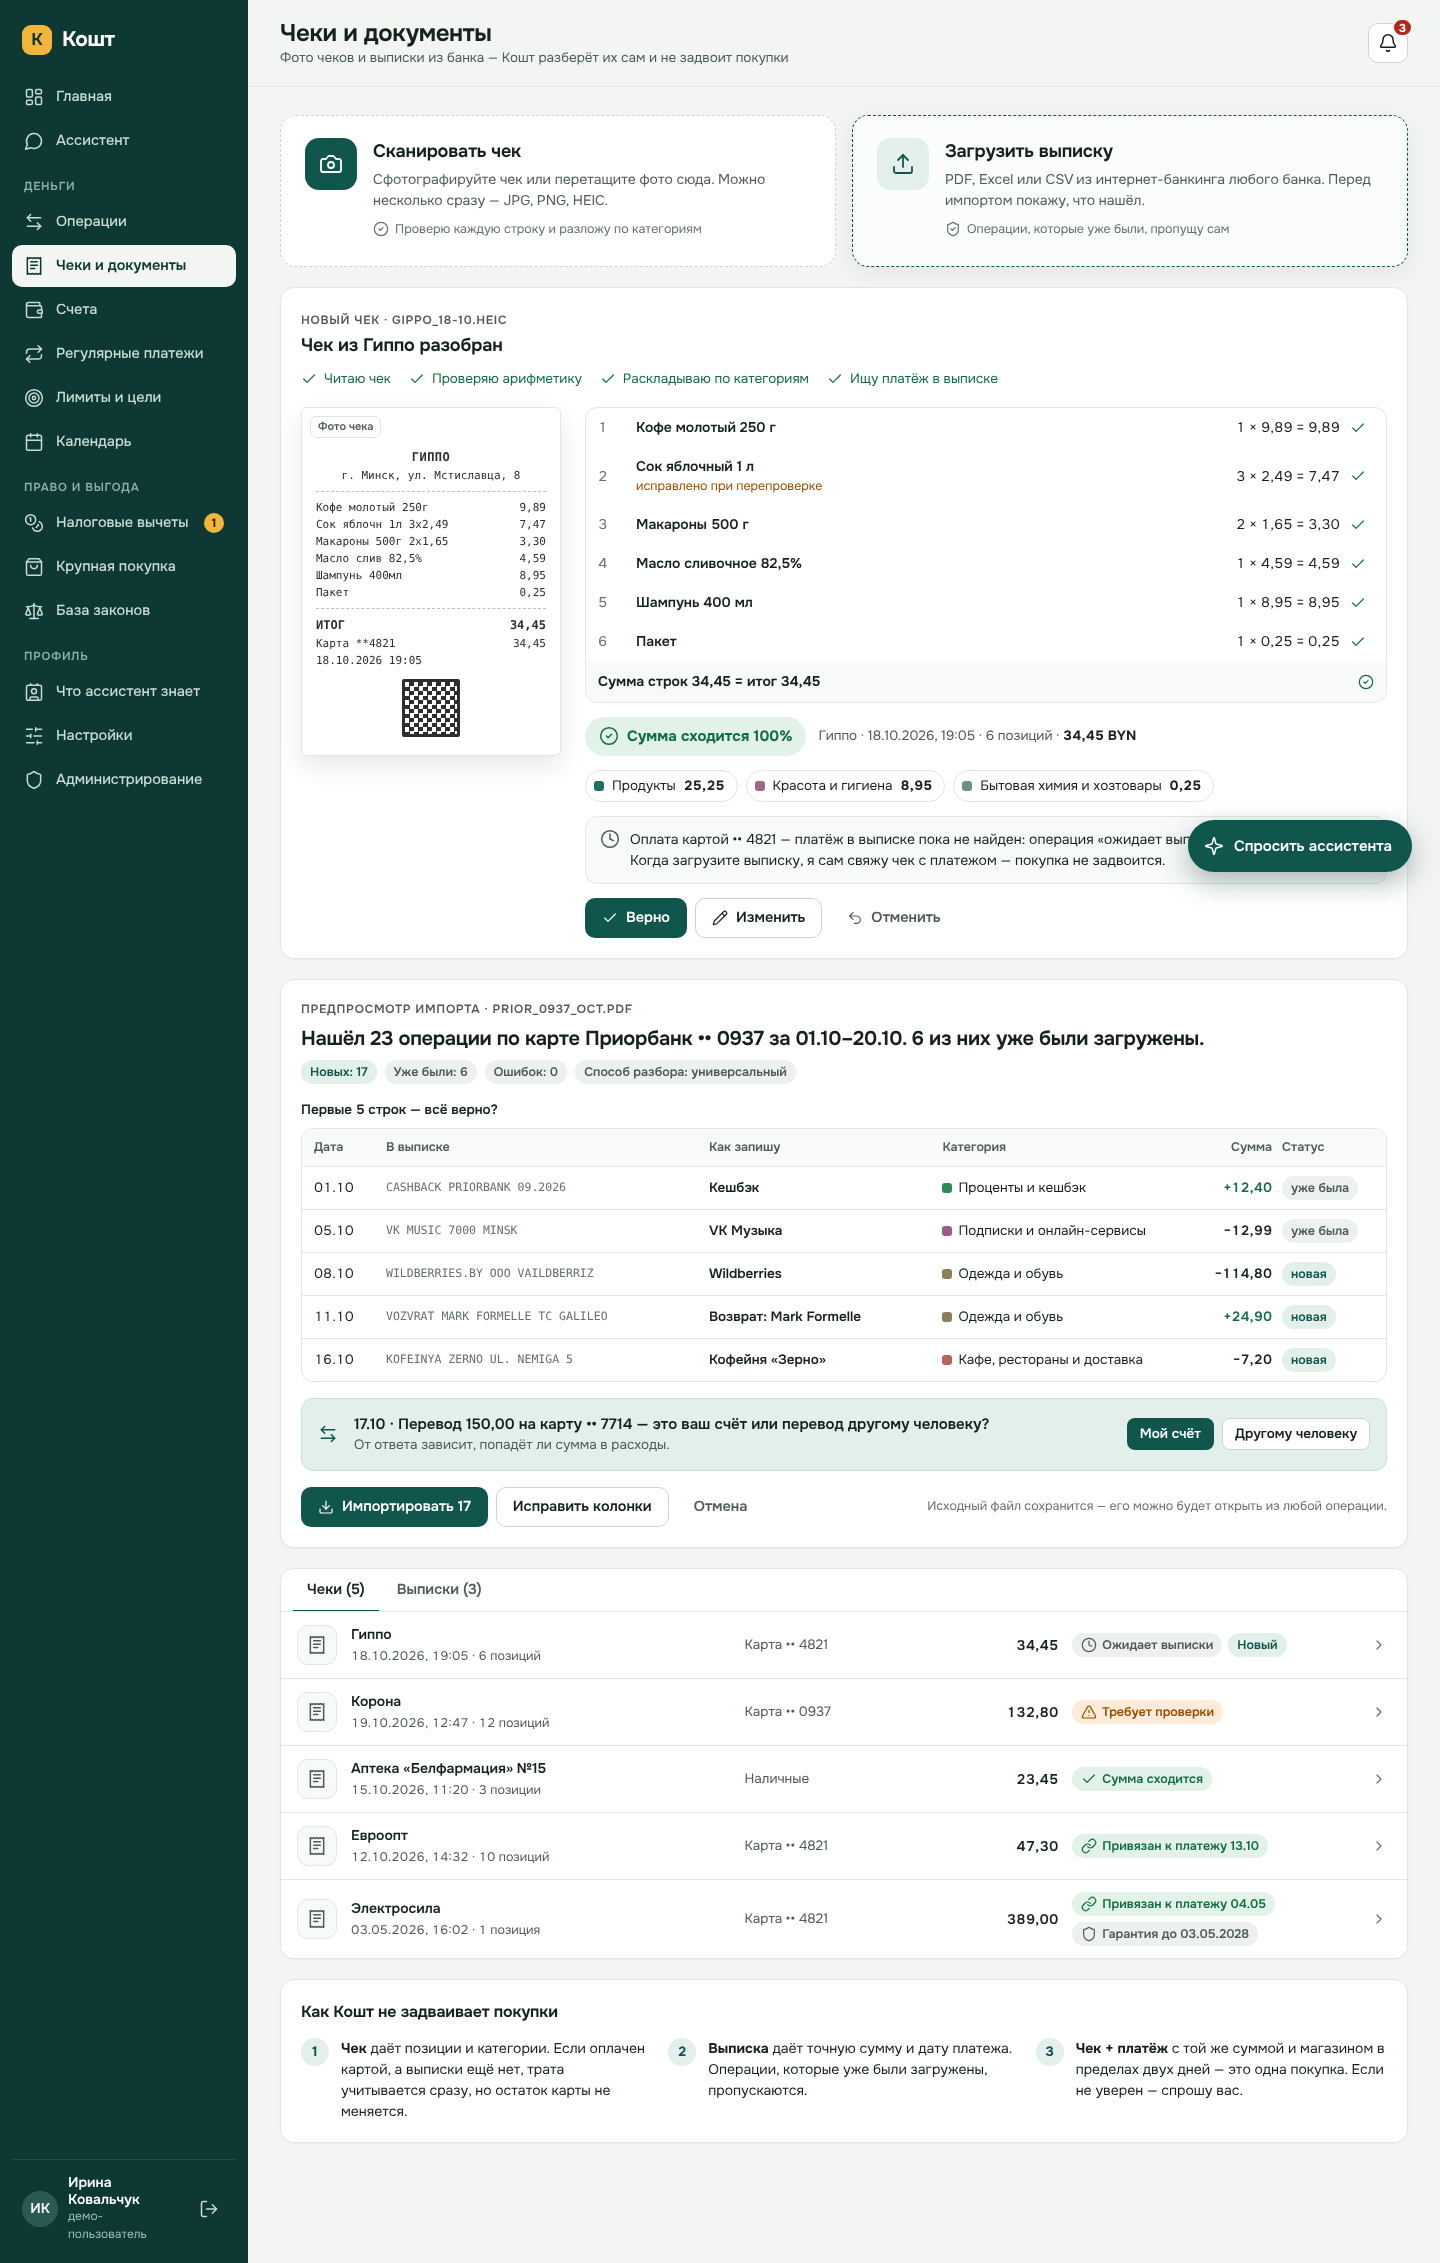 К Кошт
Главная
Ассистент
ДЕНЬГИ
Операции
Чеки и документы
Счета
Регулярные платежи
Лимиты и цели
Календарь
ПРАВО И ВЫГОДА
Налоговые вычеты 1
Крупная покупка
База законов
ПРОФИЛЬ
Что ассистент знает
Настройки
Администрирование
ИК
Ирина
Ковальчук
демо-
пользователь
Чеки и документы
Фото чеков и выписки из банка — Кошт разберёт их сам и не задвоит покупки
3
Сканировать чек
Сфотографируйте чек или перетащите фото сюда. Можно
несколько сразу — JPG, PNG, HEIC.
Проверю каждую строку и разложу по категориям
Загрузить выписку
PDF, Excel или CSV из интернет-банкинга любого банка. Перед
импортом покажу, что нашёл.
Операции, которые уже были, пропущу сам
НОВЫЙ ЧЕК · GIPPO_18-10.HEIC
Чек из Гиппо разобран
Читаю чек Проверяю арифметику Раскладываю по категориям Ищу платёж в выписке
Фото чека
ГИППО
г. Минск, ул. Мстиславца, 8
Кофе молотый 250г 9,89
Сок яблочн 1л 3x2,49 7,47
Макароны 500г 2x1,65 3,30
Масло слив 82,5% 4,59
Шампунь 400мл 8,95
Пакет 0,25
ИТОГ 34,45
Карта **4821 34,45
18.10.2026 19:05
1 Кофе молотый 250 г 1 × 9,89 = 9,89
2 Сок яблочный 1 л 3 × 2,49 = 7,47
исправлено при перепроверке
3 Макароны 500 г 2 × 1,65 = 3,30
4 Масло сливочное 82,5% 1 × 4,59 = 4,59
5 Шампунь 400 мл 1 × 8,95 = 8,95
6 Пакет 1 × 0,25 = 0,25
Сумма строк 34,45 = итог 34,45
Сумма сходится 100% Гиппо · 18.10.2026, 19:05 · 6 позиций · 34,45 BYN
Продукты 25,25 Красота и гигиена 8,95 Бытовая химия и хозтовары 0,25
Оплата картой •• 4821 — платёж в выписке пока не найден: операция «ожидает
Когда загрузите выписку, я сам свяжу чек с платежом — покупка не задвоится.
Спросить ассистента
Верно Изменить Отменить
ПРЕДПРОСМОТР ИМПОРТА · PRIOR_0937_OCT.PDF
Нашёл 23 операции по карте Приорбанк •• 0937 за 01.10–20.10. 6 из них уже были загружены.
Новых: 17 Уже были: 6 Ошибок: 0 Способ разбора: универсальный
Первые 5 строк — всё верно?
Дата В выписке Как запишу Категория Сумма Статус
01.10 CASHBACK PRIORBANK 09.2026 Кешбэк Проценты и кешбэк +12,40 уже была
05.10 VK MUSIC 7000 MINSK VK Музыка Подписки и онлайн-сервисы −12,99 уже была
08.10 WILDBERRIES.BY OOO VAILDBERRIZ Wildberries Одежда и обувь −114,80 новая
11.10 VOZVRAT MARK FORMELLE TC GALILEO Возврат: Mark Formelle Одежда и обувь +24,90 новая
16.10 KOFEINYA ZERNO UL. NEMIGA 5 Кофейня «Зерно» Кафе, рестораны и доставка −7,20 новая
17.10 · Перевод 150,00 на карту •• 7714 — это ваш счёт или перевод другому человеку?
От ответа зависит, попадёт ли сумма в расходы.
Мой счёт Другому человеку
Импортировать 17 Исправить колонки Отмена Исходный файл сохранится — его можно будет открыть из любой операции.
Чеки (5) Выписки (3)
Гиппо
18.10.2026, 19:05 · 6 позиций Карта •• 4821 34,45 Ожидает выписки Новый
Корона
19.10.2026, 12:47 · 12 позиций Карта •• 0937 132,80 Требует проверки
Аптека «Белфармация» №15
15.10.2026, 11:20 · 3 позиции Наличные 23,45 Сумма сходится
Евроопт
12.10.2026, 14:32 · 10 позиций Карта •• 4821 47,30 Привязан к платежу 13.10
Электросила
03.05.2026, 16:02 · 1 позиция Карта •• 4821 389,00 Привязан к платежу 04.05
Гарантия до 03.05.2028
Как Кошт не задваивает покупки
1 Чек даёт позиции и категории. Если оплачен
картой, а выписки ещё нет, трата
учитывается сразу, но остаток карты не
меняется.
2 Выписка даёт точную сумму и дату платежа.
Операции, которые уже были загружены,
пропускаются.
3 Чек + платёж с той же суммой и магазином в
пределах двух дней — это одна покупка. Если
не уверен — спрошу вас.